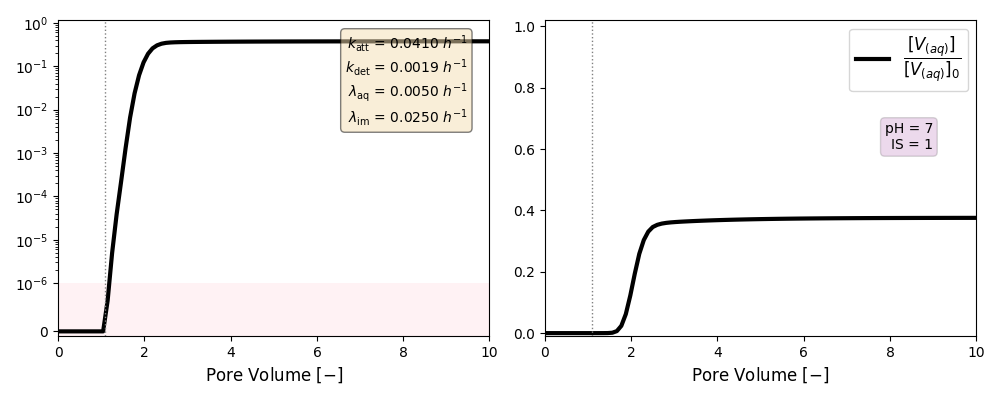 10⁰
10⁻¹
10⁻²
10⁻³
10⁻⁴
10⁻⁵
10⁻⁶
0
k_att = 0.0410 h⁻¹
k_det = 0.0019 h⁻¹
λ_aq = 0.0050 h⁻¹
λ_im = 0.0250 h⁻¹
0 2 4 6 8 10
Pore Volume [−]
1.0
0.8
0.6
0.4
0.2
0.0
[V_(aq)]
[V_(aq)]₀
pH = 7
IS = 1
0 2 4 6 8 10
Pore Volume [−]